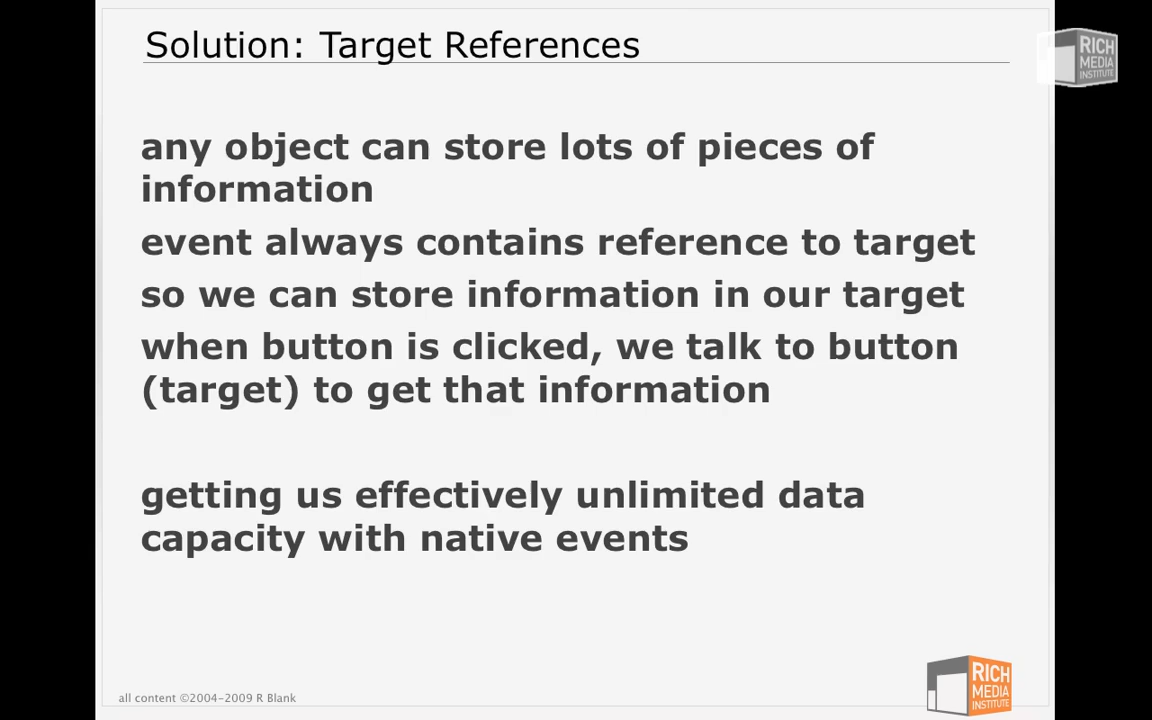 Solution: Target References
RICH
MEDIA
INSTITUTE
any object can store lots of pieces of
information
event always contains reference to target
so we can store information in our target
when button is clicked, we talk to button
(target) to get that information
getting us effectively unlimited data
capacity with native events
all content ©2004-2009 R Blank
RICH
MEDIA
INSTITUTE